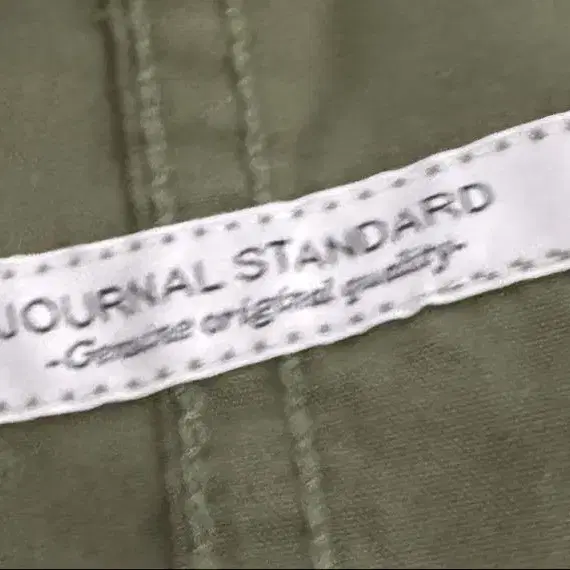 JOURNAL STANDARD
-Genuine original quality-